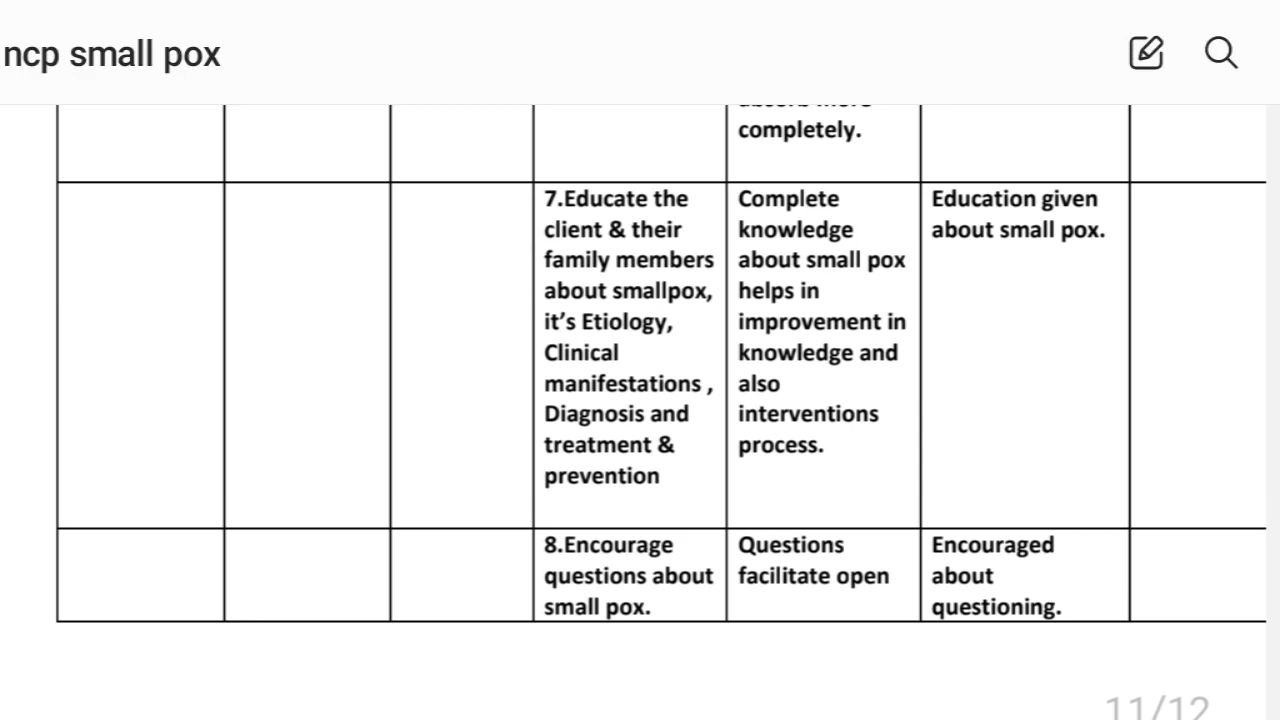 ncp small pox
completely.
7.Educate the
client & their
family members
about smallpox,
it's Etiology,
Clinical
manifestations ,
Diagnosis and
treatment &
prevention
Complete
knowledge
about small pox
helps in
improvement in
knowledge and
also
interventions
process.
Education given
about small pox.
8.Encourage
questions about
small pox.
Questions
facilitate open
Encouraged
about
questioning.
11/12